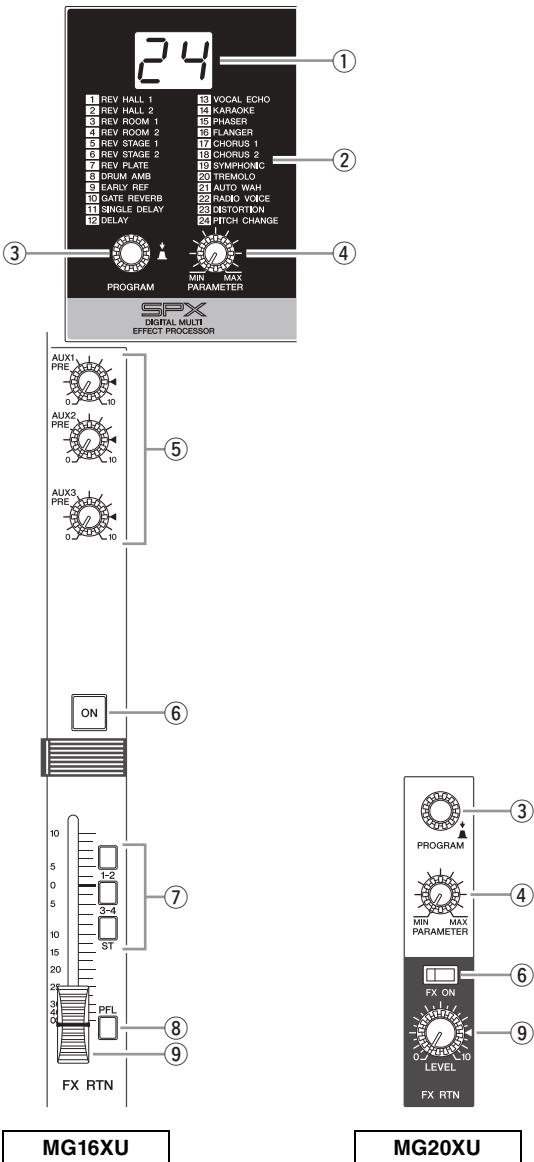 24
①
1 REV HALL 1
2 REV HALL 2
3 REV ROOM 1
4 REV ROOM 2
5 REV STAGE 1
6 REV STAGE 2
7 REV PLATE
8 DRUM AMB
9 EARLY REF
10 GATE REVERB
11 SINGLE DELAY
12 DELAY
13 VOCAL ECHO
14 KARAOKE
15 PHASER
16 FLANGER
17 CHORUS 1
18 CHORUS 2
19 SYMPHONIC
20 TREMOLO
21 AUTO WAH
22 RADIO VOICE
23 DISTORTION
24 PITCH CHANGE
②
③
④
MIN MAX
PROGRAM
PARAMETER
SPX
DIGITAL MULTI
EFFECT PROCESSOR
AUX1
PRE
0 10
AUX2
PRE
0 10
AUX3
PRE
0 10
⑤
ON
⑥
10
5
0
5
10
15
20
1-2
3-4
ST
⑦
PFL
⑧
⑨
FX RTN
MG16XU
③
PROGRAM
④
MIN MAX
PARAMETER
⑥
FX ON
⑨
0 10
LEVEL
FX RTN
MG20XU